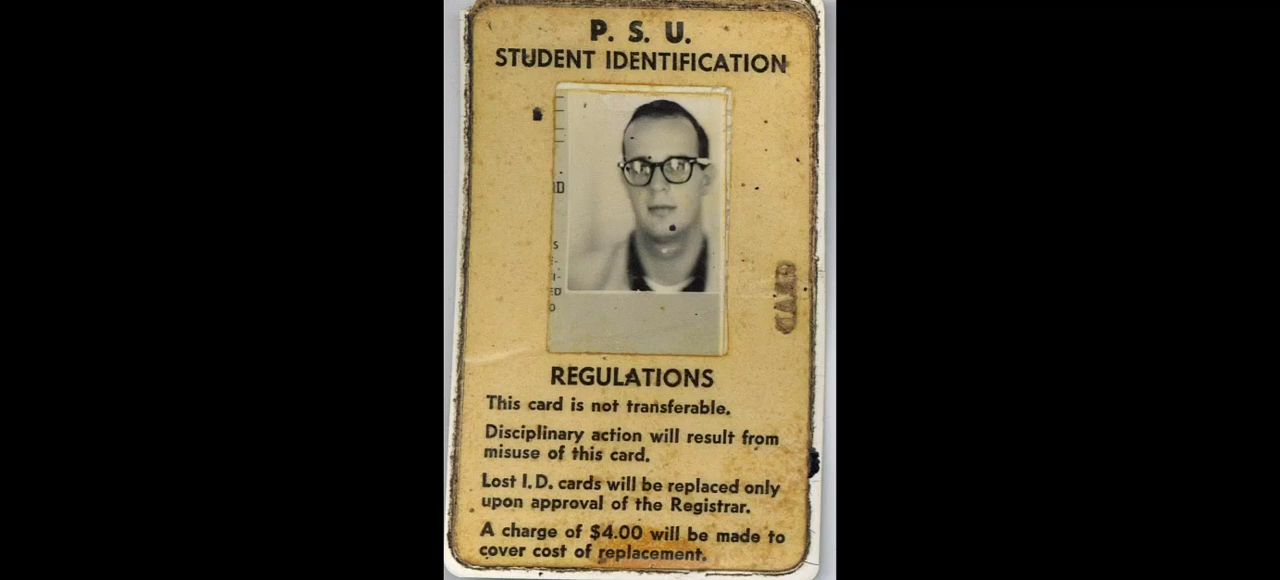 P. S. U.
STUDENT IDENTIFICATION
D
S
REGULATIONS
This card is not transferable.
Disciplinary action will result from
misuse of this card.
Lost I.D. cards will be replaced only
upon approval of the Registrar.
A charge of $4.00 will be made to
cover cost of replacement.